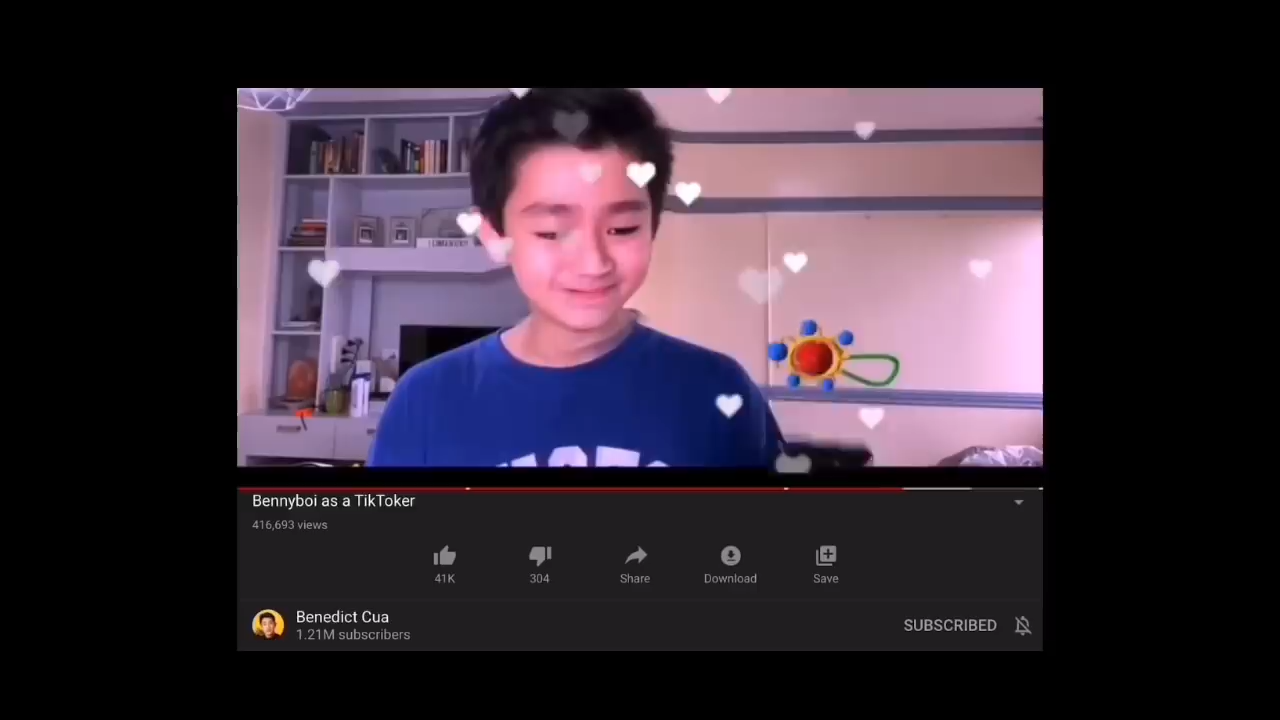 Bennyboi as a TikToker
416,693 views
41K
304
Share
Download
Save
Benedict Cua
1.21M subscribers
SUBSCRIBED